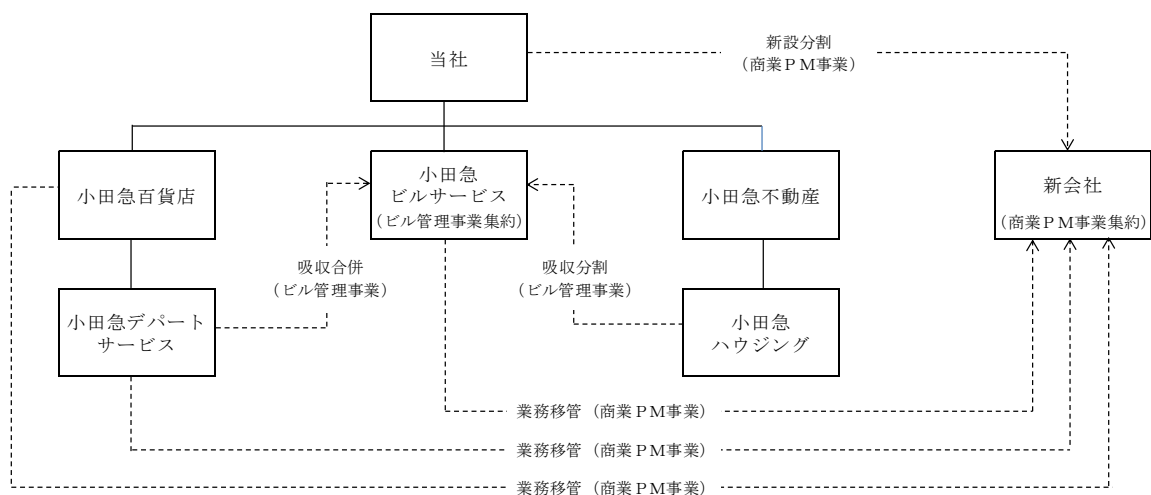 当社
新設分割
（商業ＰＭ事業）
小田急百貨店
小田急
ビルサービス
（ビル管理事業集約）
小田急不動産
新会社
（商業ＰＭ事業集約）
吸収合併
（ビル管理事業）
吸収分割
（ビル管理事業）
小田急デパート
サービス
小田急
ハウジング
業務移管（商業ＰＭ事業）
業務移管（商業ＰＭ事業）
業務移管（商業ＰＭ事業）